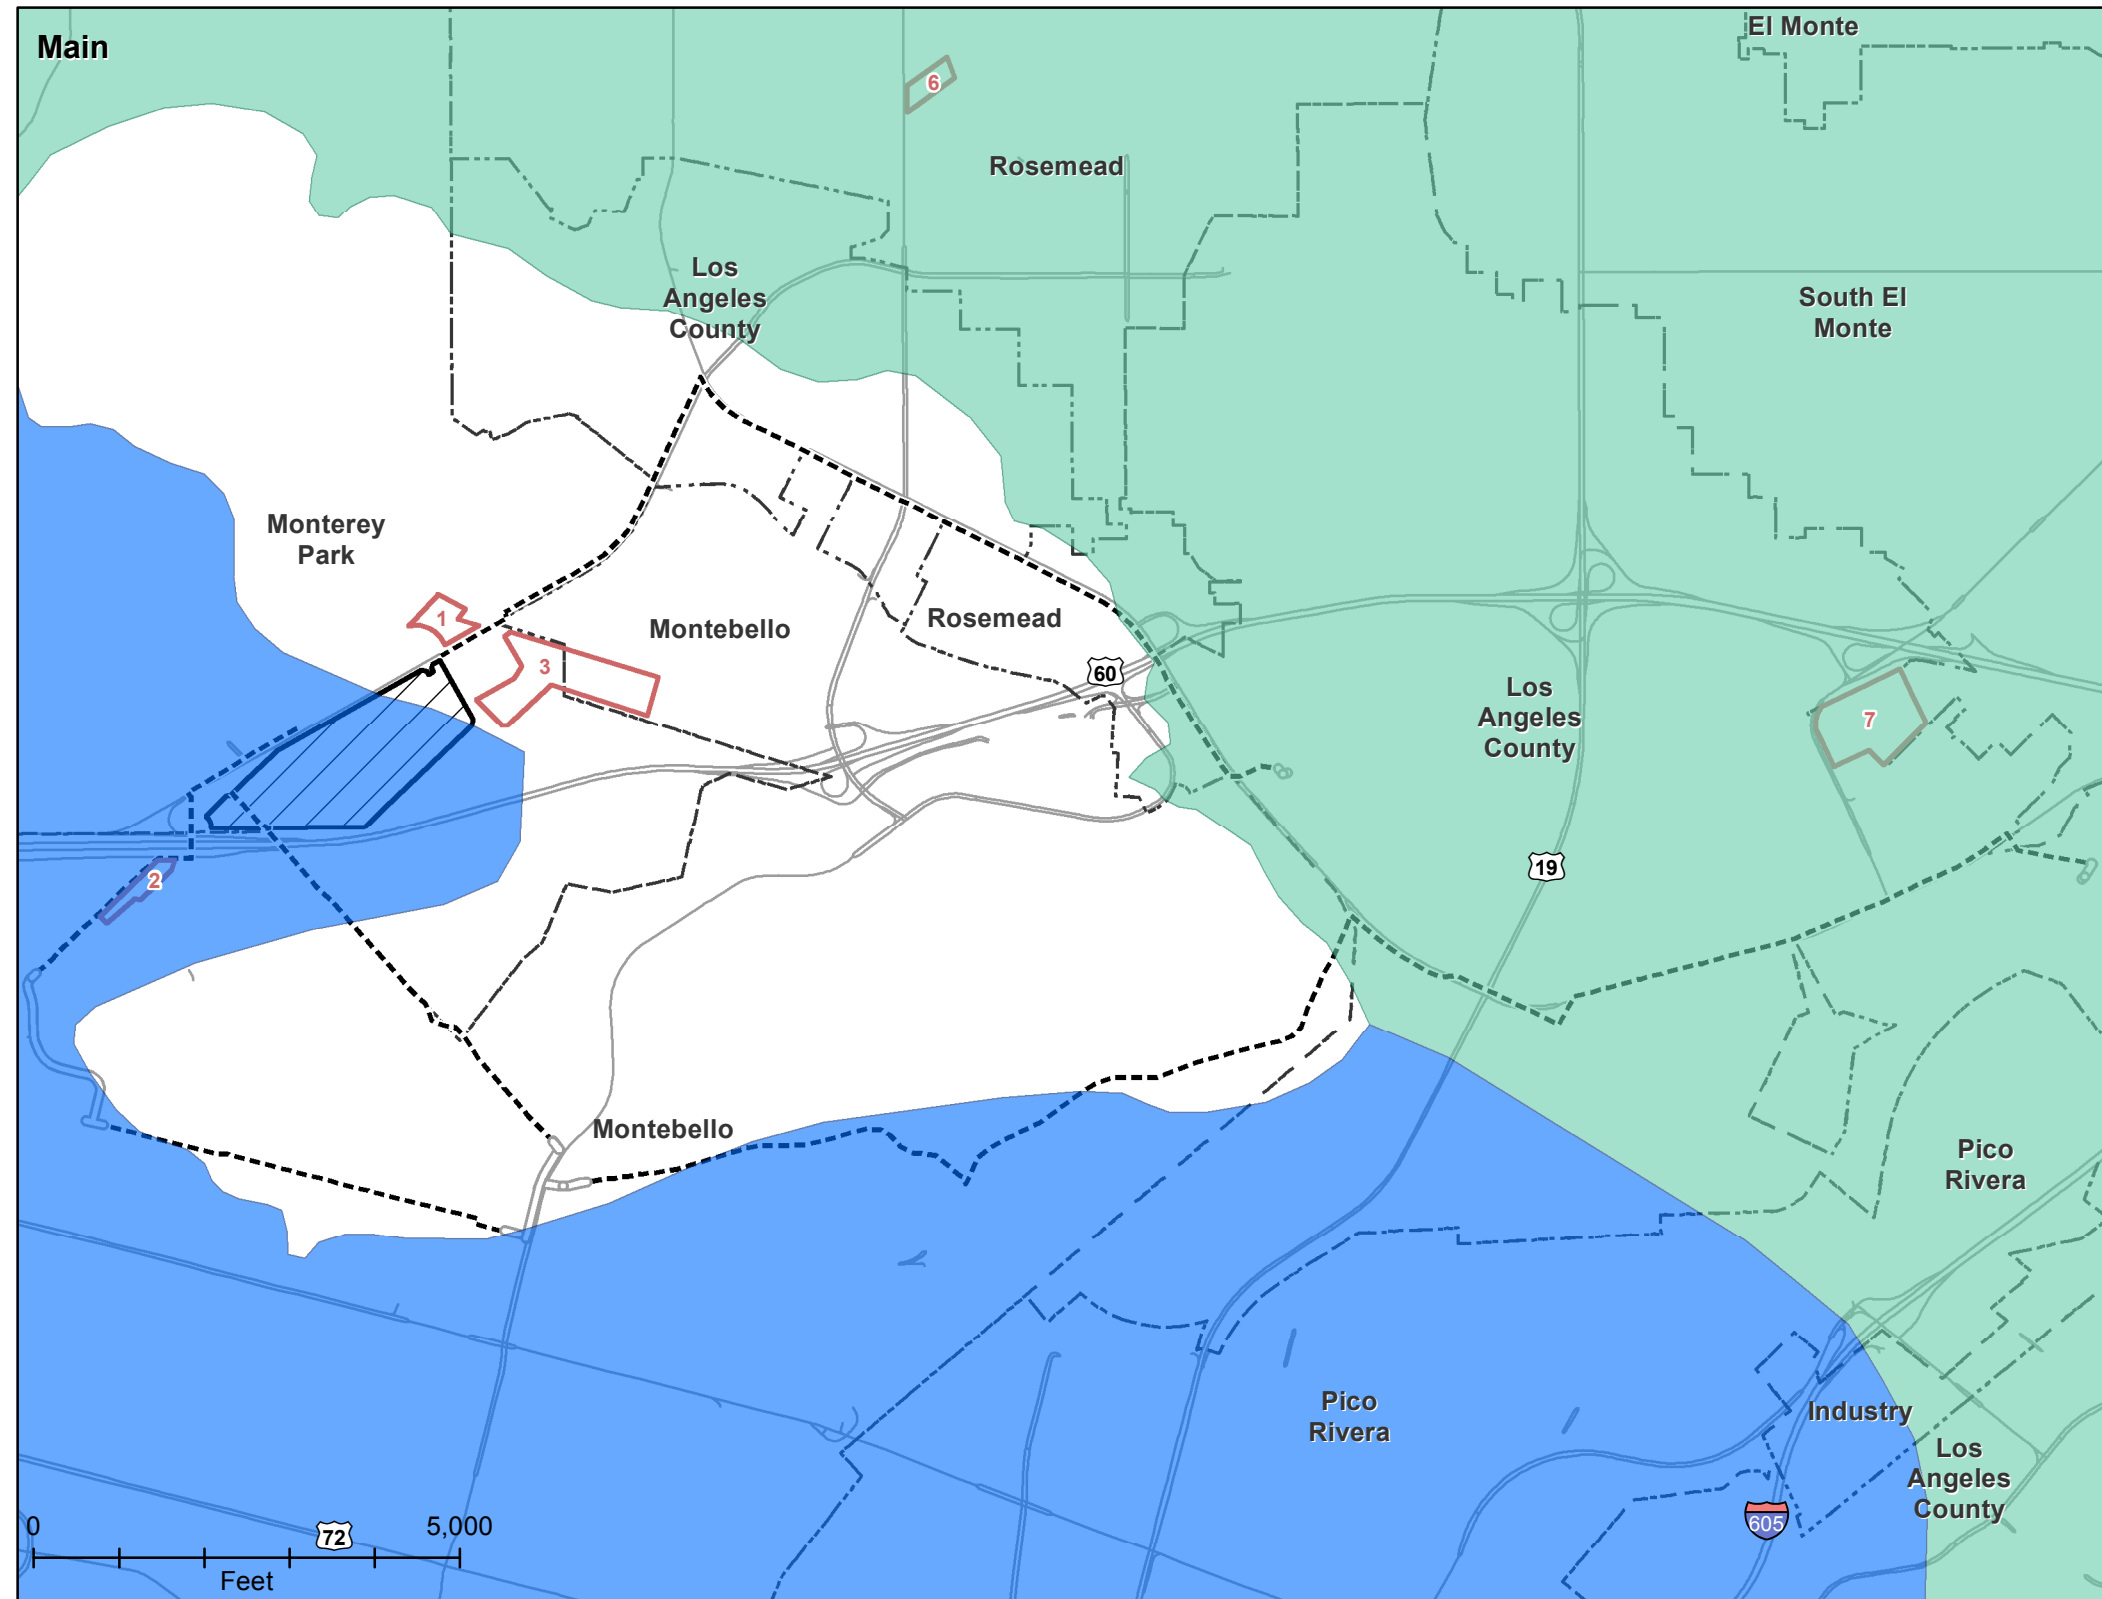 Main
El Monte
6
Rosemead
Los
Angeles
County
South El
Monte
Monterey
Park
1
Montebello
Rosemead
3
60
Los
Angeles
County
7
19
2
Montebello
Pico
Rivera
Pico
Rivera
Industry
Los
Angeles
County
605
0
5,000
72
Feet